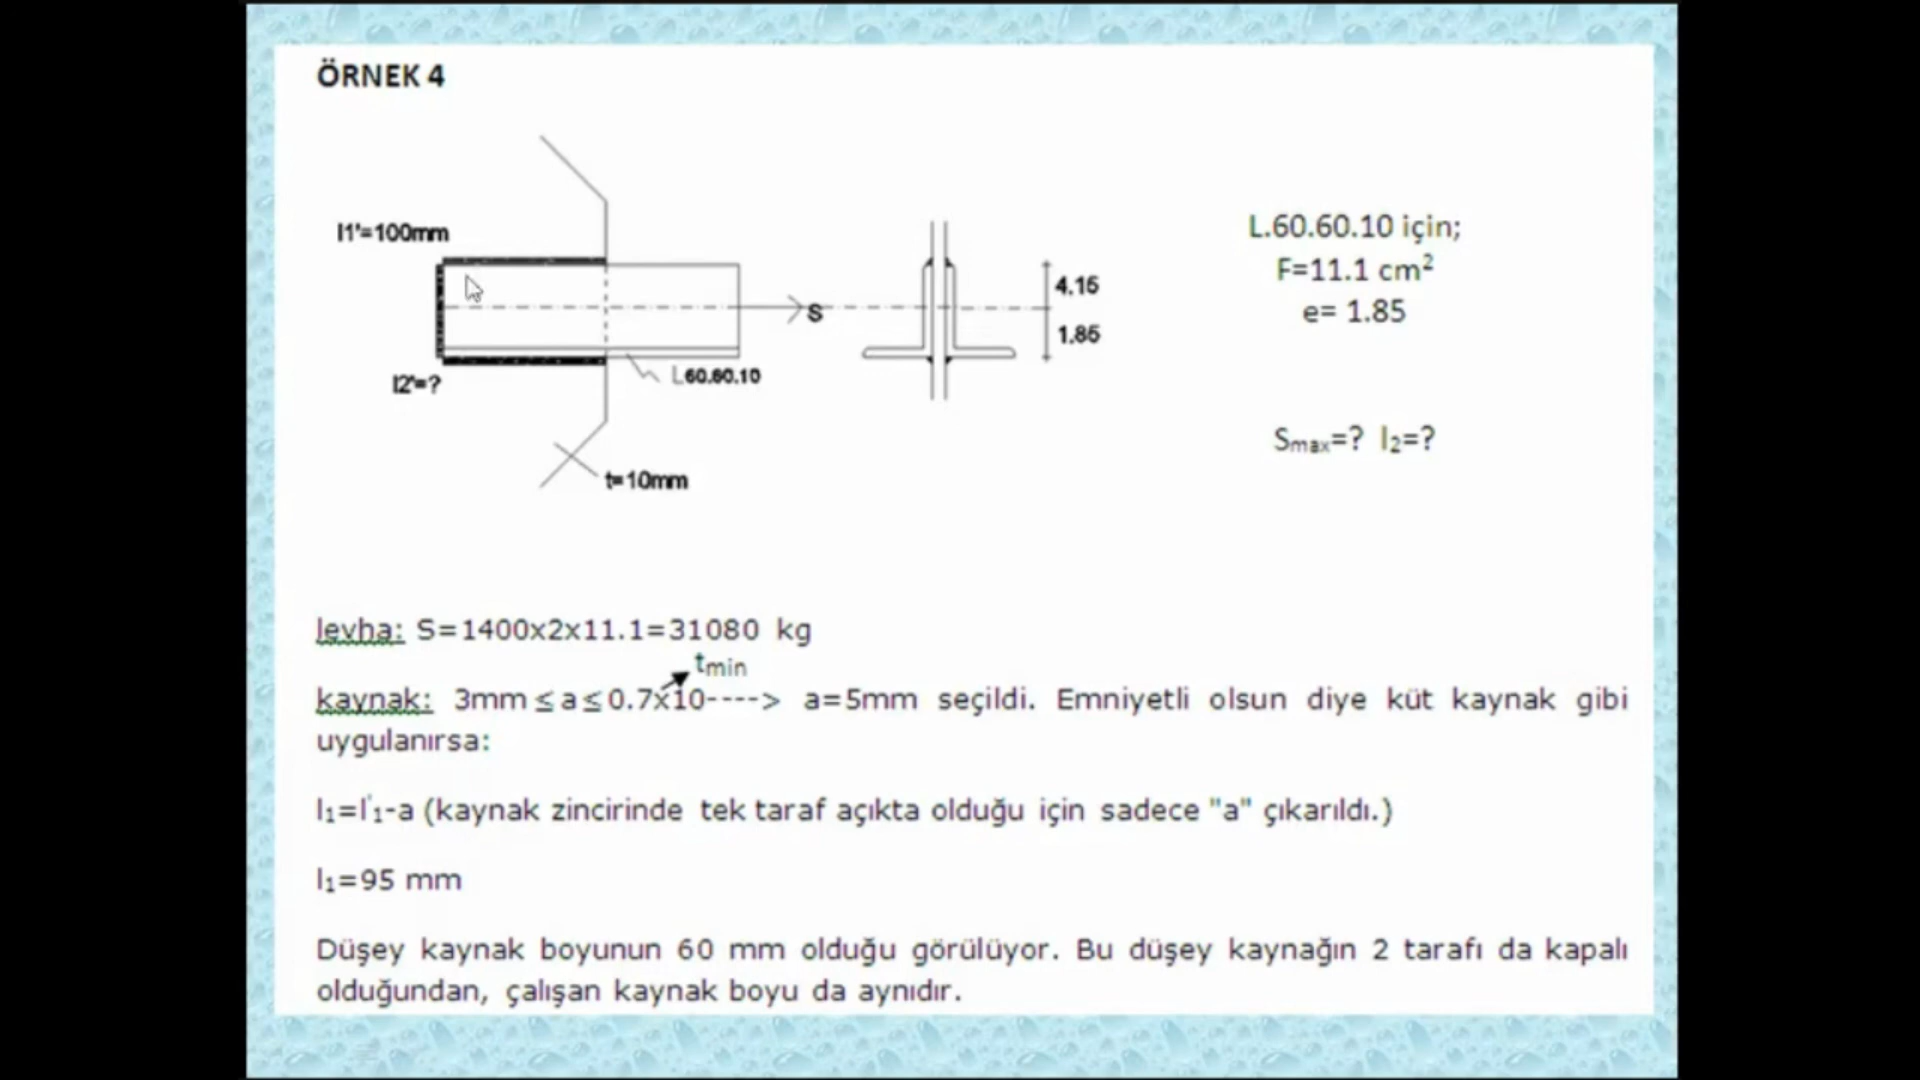 ÖRNEK 4
l1'=100mm
l2'=?
S
L60.60.10
t=10mm
4.15
1.85
L.60.60.10 için;
F=11.1 cm²
e= 1.85
Smax=? l₂=?
levha: S=1400x2x11.1=31080 kg
tmin
kaynak: 3mm≤a≤0.7x10----> a=5mm seçildi. Emniyetli olsun diye küt kaynak gibi
uygulanırsa:
l₁=l'₁-a (kaynak zincirinde tek taraf açıkta olduğu için sadece "a" çıkarıldı.)
l₁=95 mm
Düşey kaynak boyunun 60 mm olduğu görülüyor. Bu düşey kaynağın 2 tarafı da kapalı
olduğundan, çalışan kaynak boyu da aynıdır.